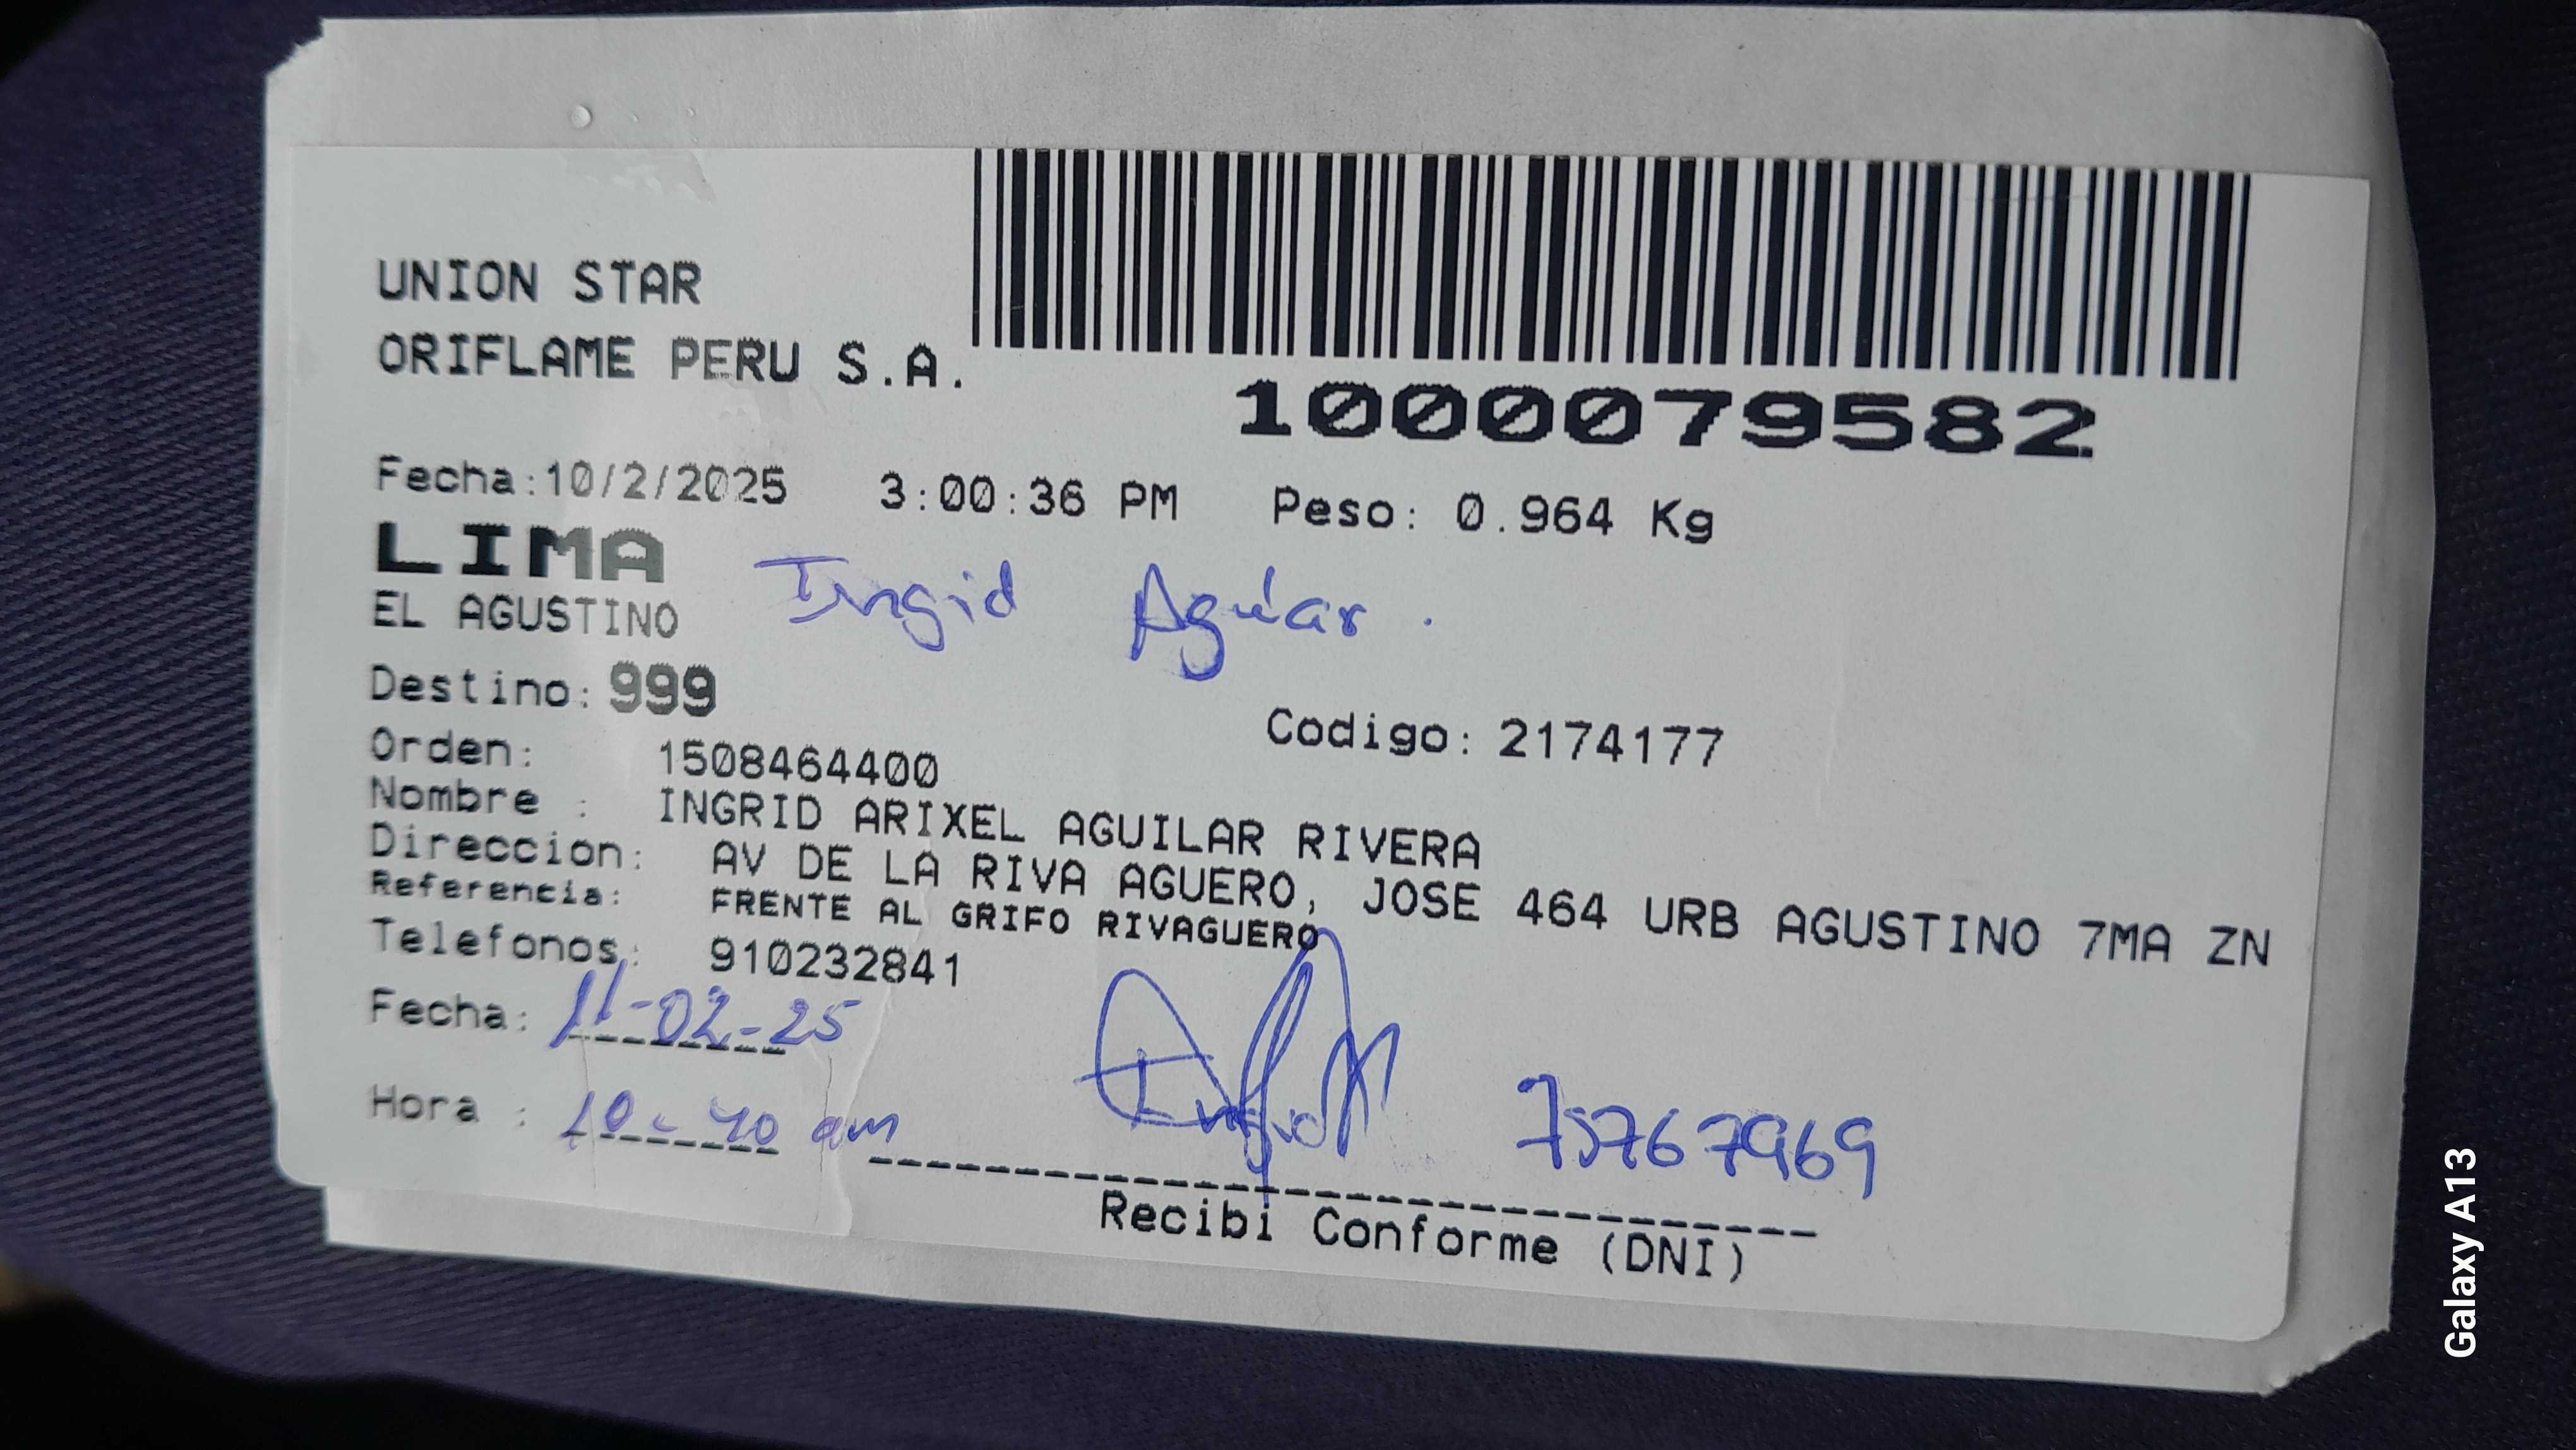 UNION STAR
ORIFLAME PERU S.A.
1000079582
Fecha:10/2/2025 3:00:36 PM Peso: 0.964 Kg
LIMA
EL AGUSTINO
Ingid Aguiar.
Destino: 999
Codigo: 2174177
Orden: 1508464400
Nombre : INGRID ARIXEL AGUILAR RIVERA
Direccion: AV DE LA RIVA AGUERO, JOSE 464 URB AGUSTINO 7MA ZN
Referencia: FRENTE AL GRIFO RIVAGUERO
Telefonos: 910232841
Fecha: 11-02-25
Hora : 10-40 am
75767969
Recibi Conforme (DNI)
Galaxy A13